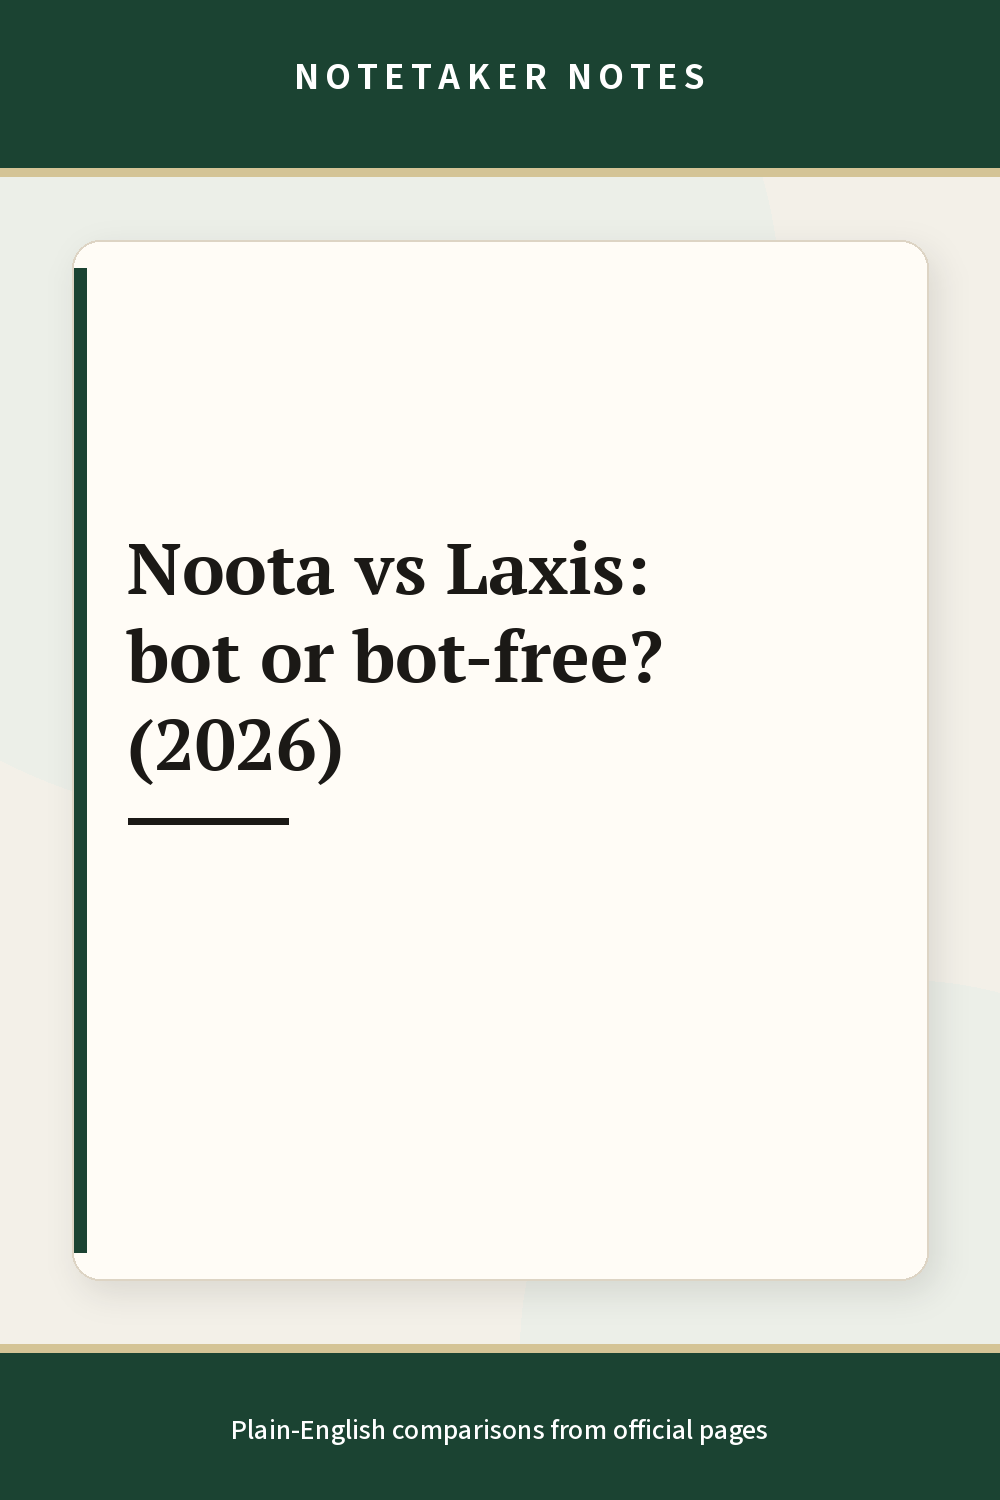 NOTETAKER NOTES
Noota vs Laxis:
bot or bot-free?
(2026)
Plain-English comparisons from official pages